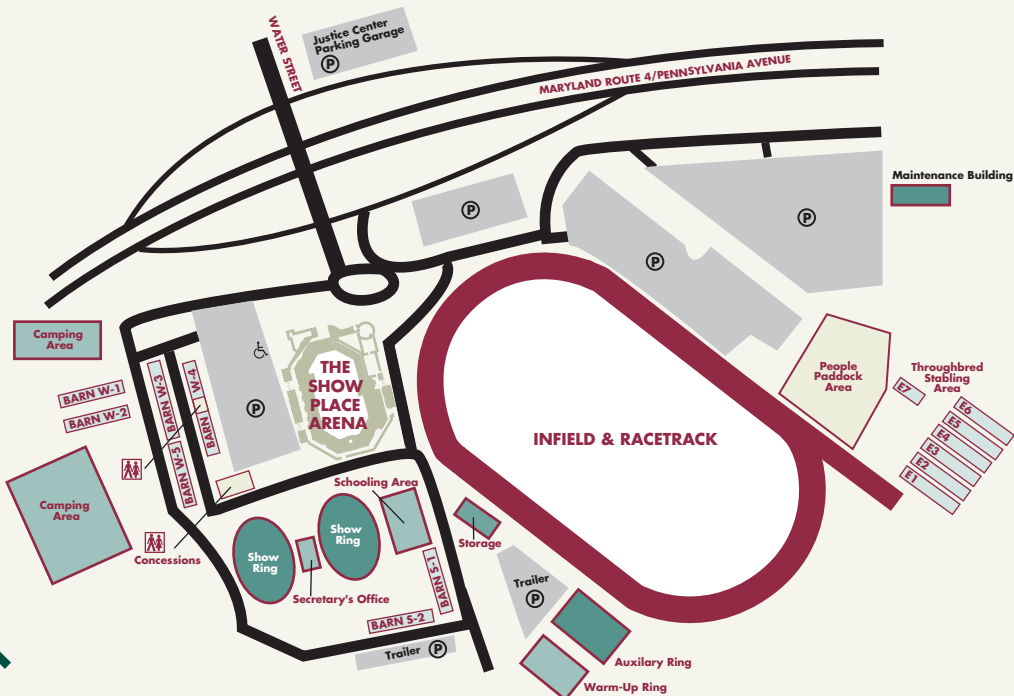 WATER STREET
Justice Center
Parking Garage
P
MARYLAND ROUTE 4/PENNSYLVANIA AVENUE
Maintenance Building
P
P
P
Camping
Area
BARN W-1
BARN W-2
BARN W-3
BARN W-4
BARN W-5
P
THE
SHOW
PLACE
ARENA
INFIELD & RACETRACK
People
Paddock
Area
Throughbred
Stabling
Area
E7
E6
E5
E4
E3
E2
E1
Camping
Area
Concessions
Schooling Area
Show
Ring
Show
Ring
Secretary's Office
Storage
BARN S-1
BARN S-2
Trailer
P
Trailer
P
Auxilary Ring
Warm-Up Ring